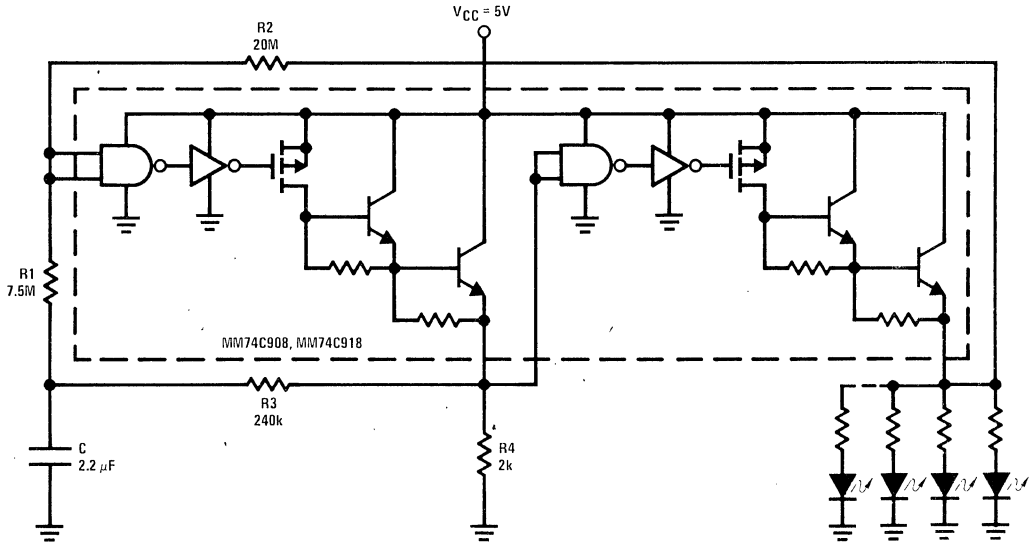 V_CC = 5V
R2
20M
R1
7.5M
MM74C908, MM74C918
R3
240k
C
2.2 μF
R4
2k